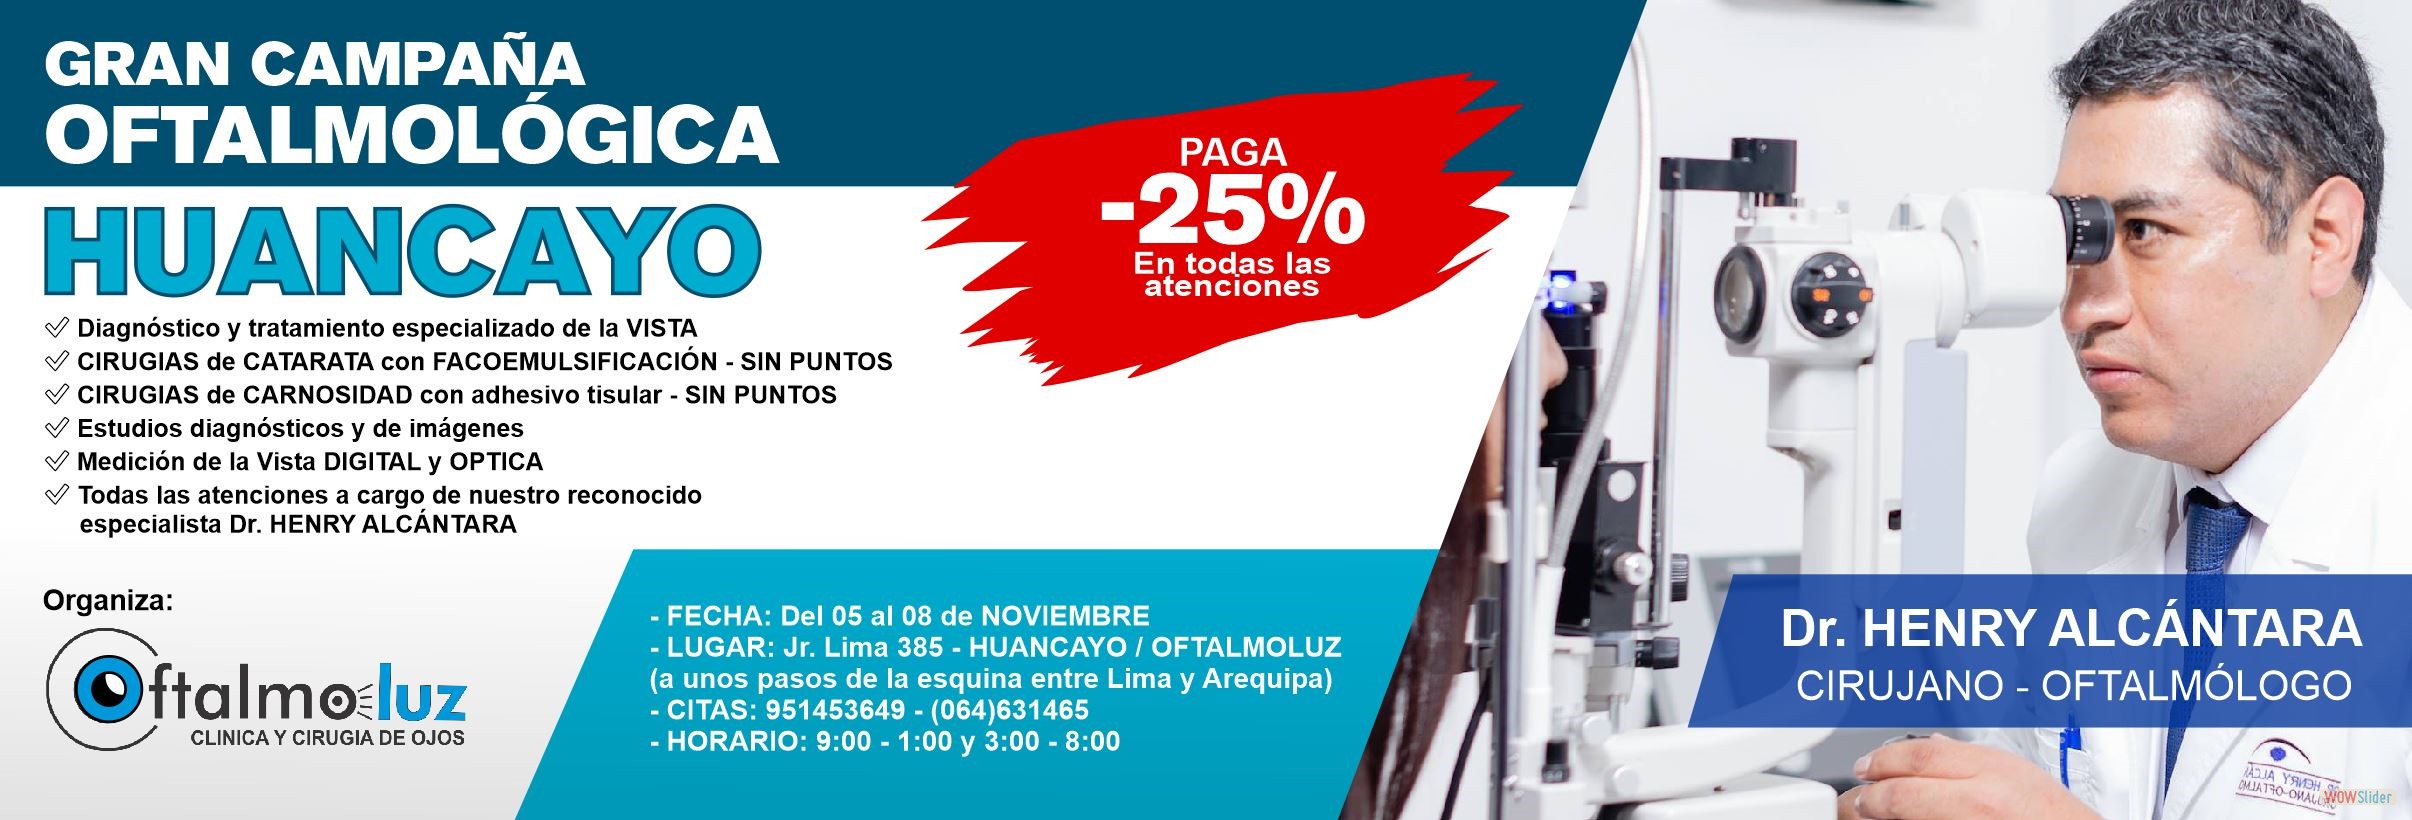 GRAN CAMPAÑA
OFTALMOLÓGICA
HUANCAYO
PAGA
-25%
En todas las
atenciones
Diagnóstico y tratamiento especializado de la VISTA
CIRUGIAS de CATARATA con FACOEMULSIFICACIÓN - SIN PUNTOS
CIRUGIAS de CARNOSIDAD con adhesivo tisular - SIN PUNTOS
Estudios diagnósticos y de imágenes
Medición de la Vista DIGITAL y OPTICA
Todas las atenciones a cargo de nuestro reconocido
especialista Dr. HENRY ALCÁNTARA
Organiza:
Oftalmoluz
CLINICA Y CIRUGIA DE OJOS
- FECHA: Del 05 al 08 de NOVIEMBRE
- LUGAR: Jr. Lima 385 - HUANCAYO / OFTALMOLUZ
(a unos pasos de la esquina entre Lima y Arequipa)
- CITAS: 951453649 - (064)631465
- HORARIO: 9:00 - 1:00 y 3:00 - 8:00
Dr. HENRY ALCÁNTARA
CIRUJANO - OFTALMÓLOGO
WOWSlider